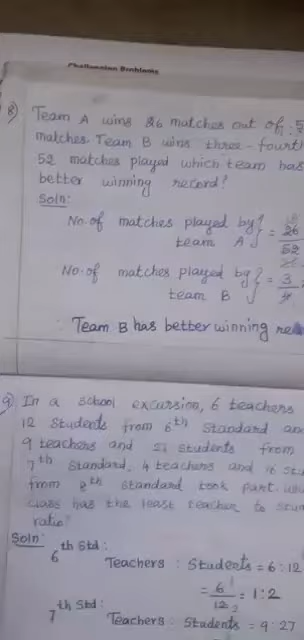 Challenging Problems
8) Team A wins 26 matches out of 5
matches. Team B wins three-fourth
52 matches played which team has
better winning record?
Soln:
No. of matches played by
team A } = 26/52
No. of matches played by
team B } = 3/4
∴ Team B has better winning
9) In a school excursion, 6 teachers
12 students from 6th Standard an
9 teachers and 27 students from
7th Standard, 4 teachers and 16 Stu
from 8th standard took part.
class has the least teacher to stu
ratio?
Soln:
6th Std:
Teachers : Students = 6 : 12
= 6/12 = 1 : 2
7th Std:
Teachers : Students = 9 : 27